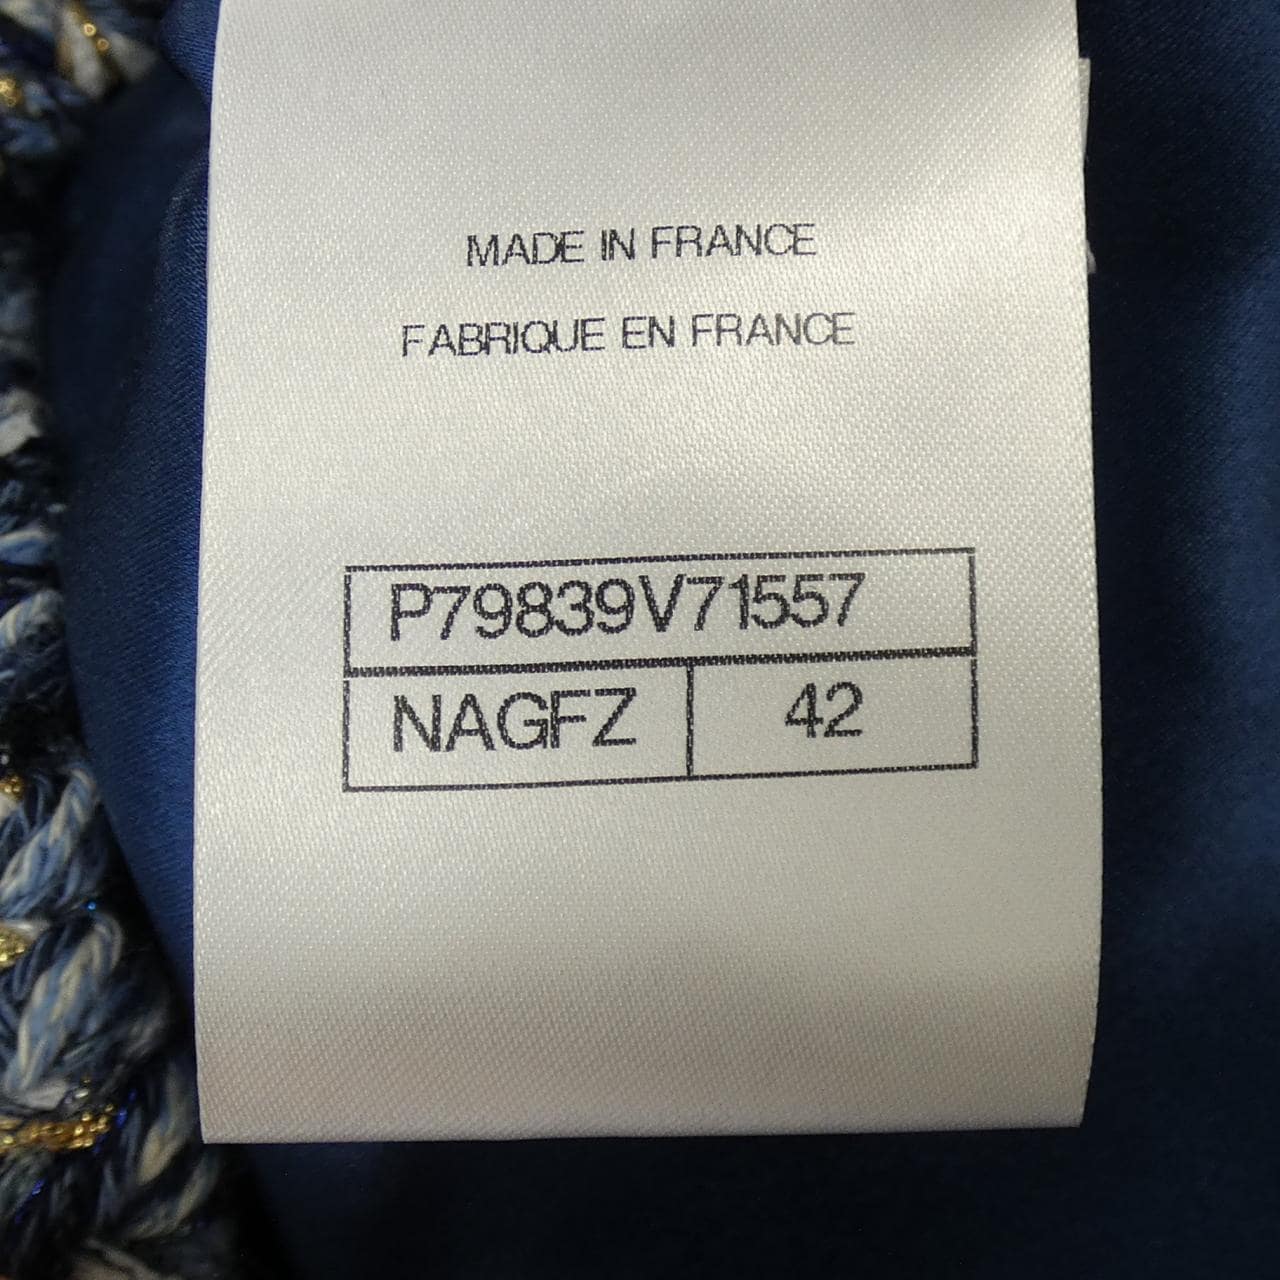 MADE IN FRANCE
FABRIQUE EN FRANCE
P79839V71557
NAGFZ 42